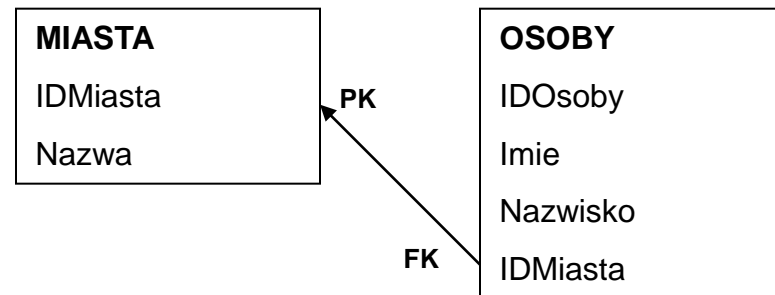 MIASTA
IDMiasta
Nazwa
PK
FK
OSOBY
IDOsoby
Imie
Nazwisko
IDMiasta